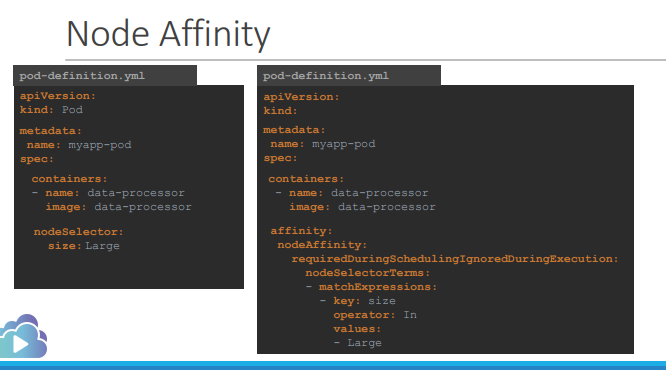 Node Affinity
pod-definition.yml
apiVersion:
kind: Pod
metadata:
name: myapp-pod
spec:
containers:
- name: data-processor
image: data-processor
nodeSelector:
size: Large
pod-definition.yml
apiVersion:
kind:
metadata:
name: myapp-pod
spec:
containers:
- name: data-processor
image: data-processor
affinity:
nodeAffinity:
requiredDuringSchedulingIgnoredDuringExecution:
nodeSelectorTerms:
- matchExpressions:
- key: size
operator: In
values:
- Large